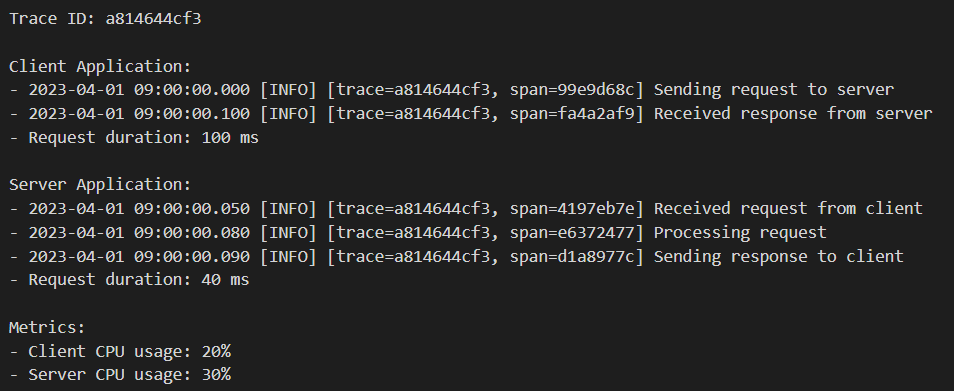 Trace ID: a814644cf3
Client Application:
- 2023-04-01 09:00:00.000 [INFO] [trace=a814644cf3, span=99e9d68c] Sending request to server
- 2023-04-01 09:00:00.100 [INFO] [trace=a814644cf3, span=fa4a2af9] Received response from server
- Request duration: 100 ms
Server Application:
- 2023-04-01 09:00:00.050 [INFO] [trace=a814644cf3, span=4197eb7e] Received request from client
- 2023-04-01 09:00:00.080 [INFO] [trace=a814644cf3, span=e6372477] Processing request
- 2023-04-01 09:00:00.090 [INFO] [trace=a814644cf3, span=d1a8977c] Sending response to client
- Request duration: 40 ms
Metrics:
- Client CPU usage: 20%
- Server CPU usage: 30%